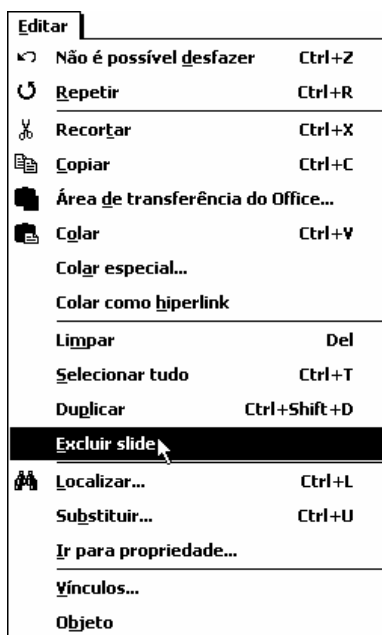 Editar
Não é possível desfazer Ctrl+Z
Repetir Ctrl+R
Recortar Ctrl+X
Copiar Ctrl+C
Área de transferência do Office...
Colar Ctrl+V
Colar especial...
Colar como hiperlink
Limpar Del
Selecionar tudo Ctrl+T
Duplicar Ctrl+Shift+D
Excluir slide
Localizar... Ctrl+L
Substituir... Ctrl+U
Ir para propriedade...
Vínculos...
Objeto